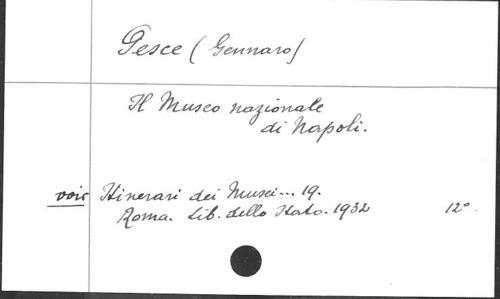 Pesce (Gennaro)
Il Museo nazionale
di Napoli.
voir Itinerari dei Musei... 19.
Roma. Lib. dello Stato. 1932 12°